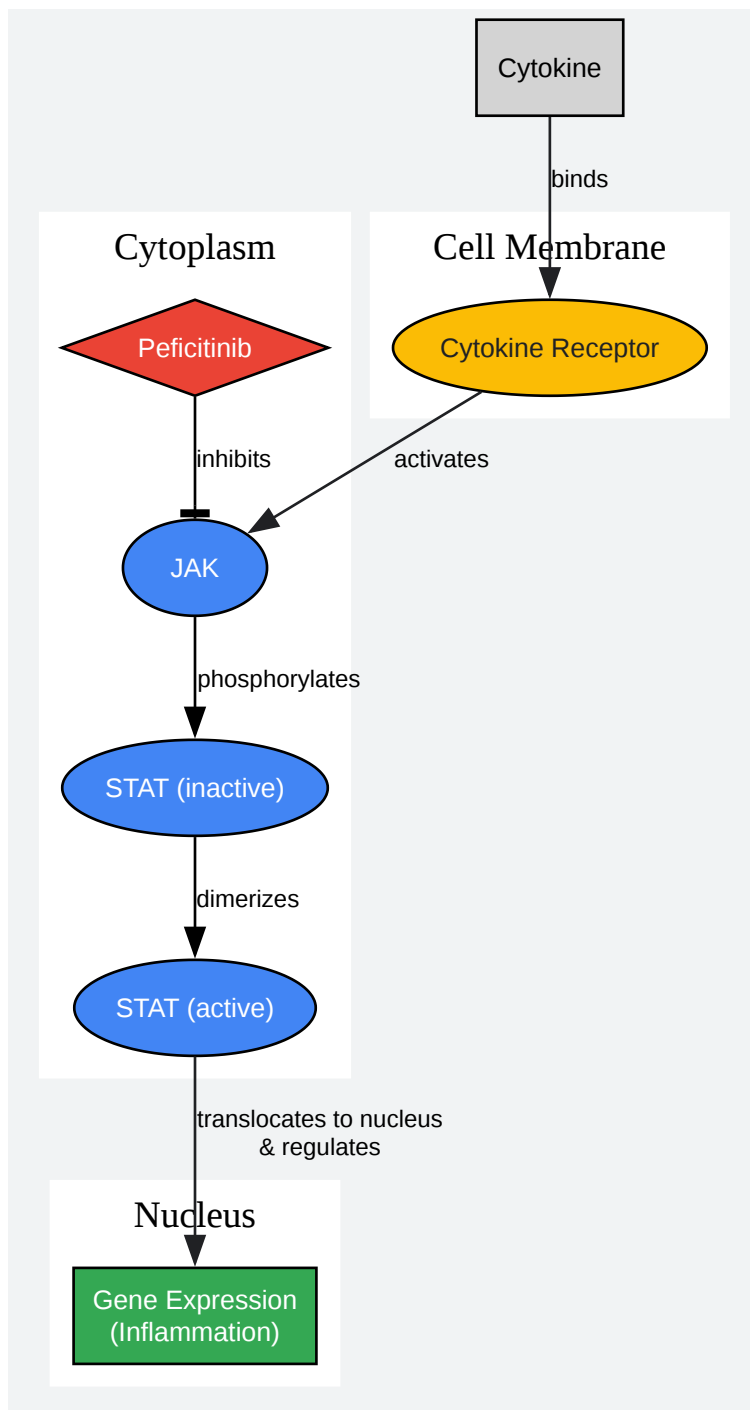 Cytokine
binds
Cytoplasm
Cell Membrane
Peficitinib
Cytokine Receptor
inhibits
activates
JAK
phosphorylates
STAT (inactive)
dimerizes
STAT (active)
translocates to nucleus
& regulates
Nucleus
Gene Expression
(Inflammation)